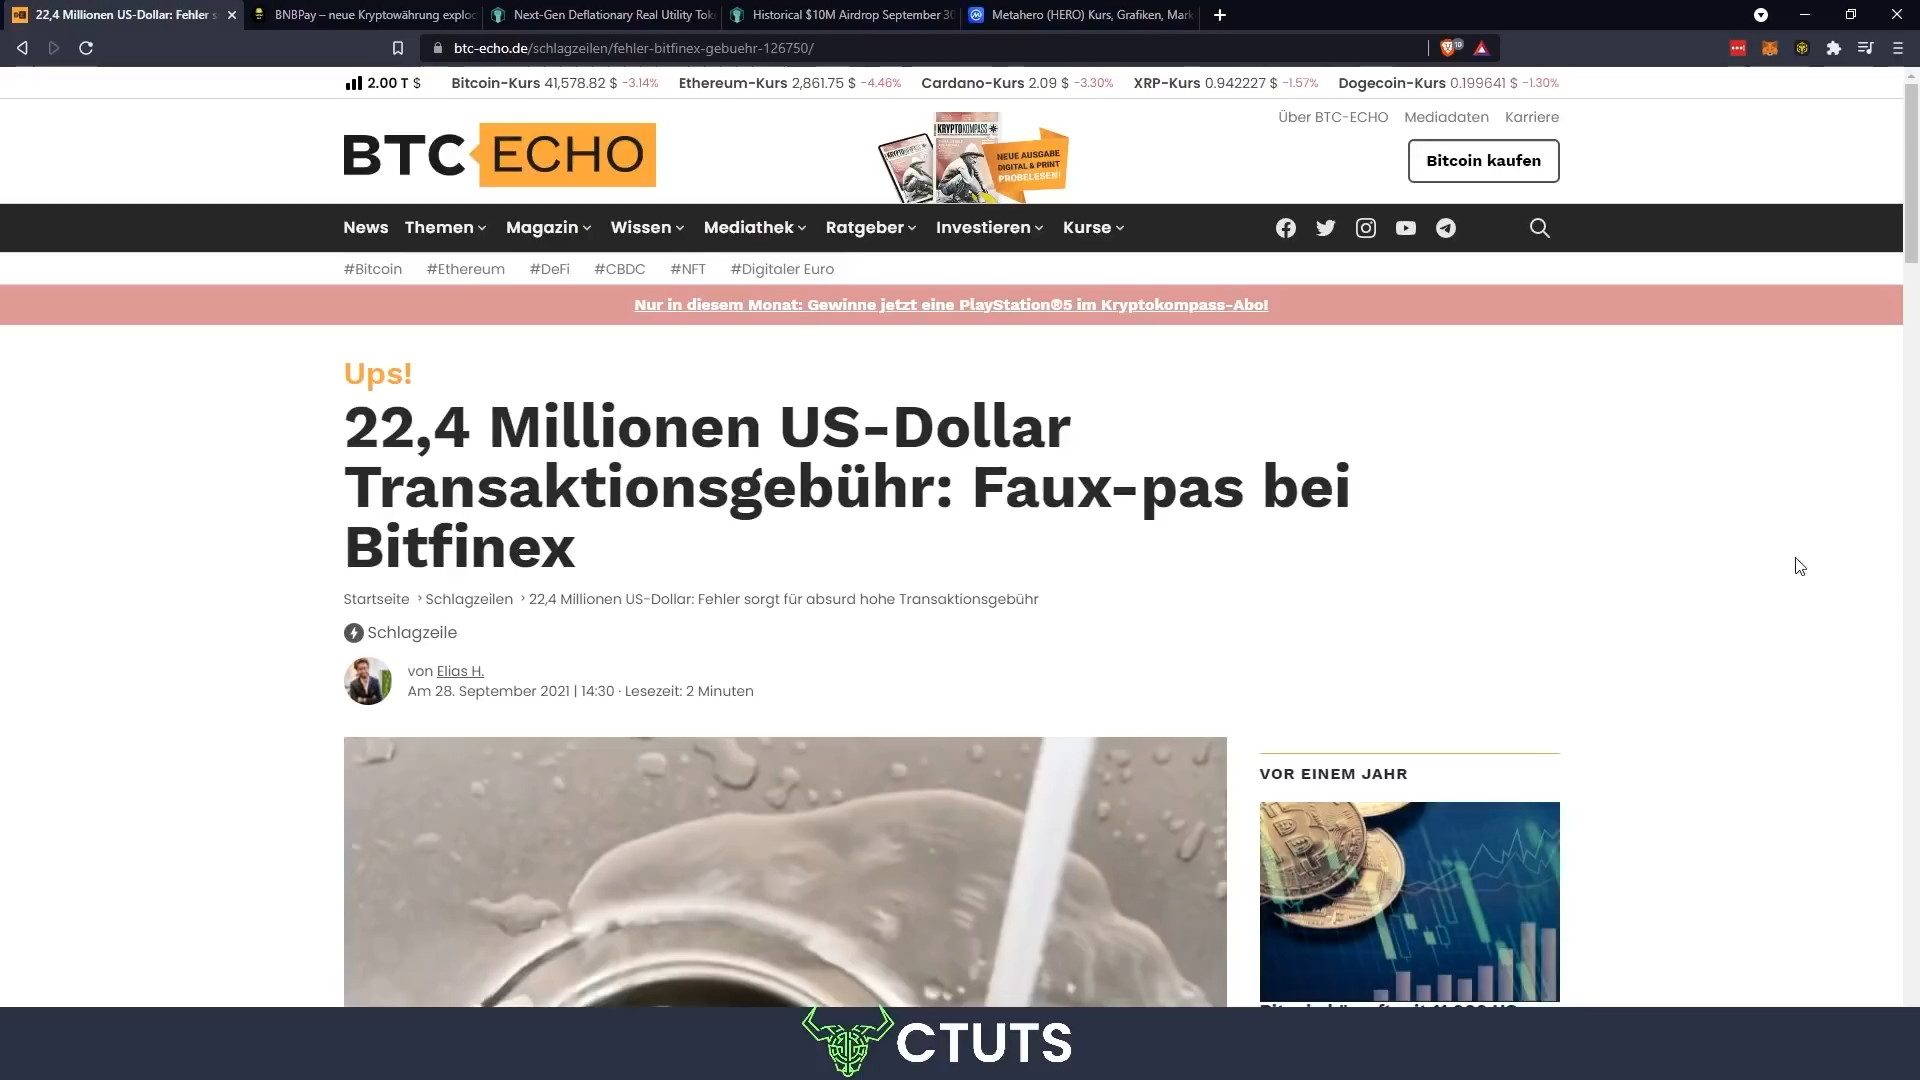 22,4 Millionen US-Dollar: Fehler s
BNBPay – neue Kryptowährung explod
Next-Gen Deflationary Real Utility Tok
Historical $10M Airdrop September 30
Metahero (HERO) Kurs, Grafiken, Mark
btc-echo.de/schlagzeilen/fehler-bitfinex-gebuehr-126750/
2.00 T $ Bitcoin-Kurs 41,578.82 $ -3.14% Ethereum-Kurs 2,861.75 $ -4.46% Cardano-Kurs 2.09 $ -3.30% XRP-Kurs 0.942227 $ -1.57% Dogecoin-Kurs 0.199641 $ -1.30%
Über BTC-ECHO Mediadaten Karriere
BTC ECHO
KRYPTOKOMPASS
NEUE AUSGABE
DIGITAL & PRINT
PROBELESEN!
Bitcoin kaufen
News Themen Magazin Wissen Mediathek Ratgeber Investieren Kurse
#Bitcoin #Ethereum #DeFi #CBDC #NFT #Digitaler Euro
Nur in diesem Monat: Gewinne jetzt eine PlayStation®5 im Kryptokompass-Abo!
Ups!
22,4 Millionen US-Dollar
Transaktionsgebühr: Faux-pas bei
Bitfinex
Startseite › Schlagzeilen › 22,4 Millionen US-Dollar: Fehler sorgt für absurd hohe Transaktionsgebühr
Schlagzeile
von Elias H.
Am 28. September 2021 | 14:30 · Lesezeit: 2 Minuten
VOR EINEM JAHR
CTUTS